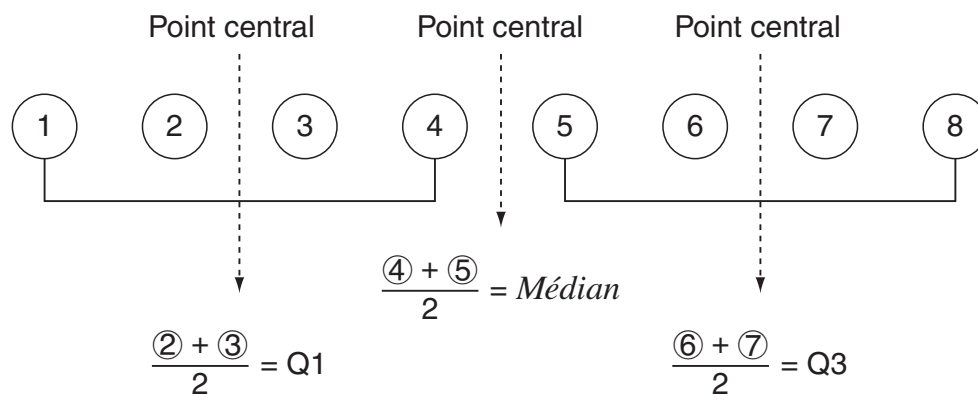 Point central Point central Point central
① ② ③ ④ ⑤ ⑥ ⑦ ⑧
(④ + ⑤)/2 = Médian
(② + ③)/2 = Q1 (⑥ + ⑦)/2 = Q3